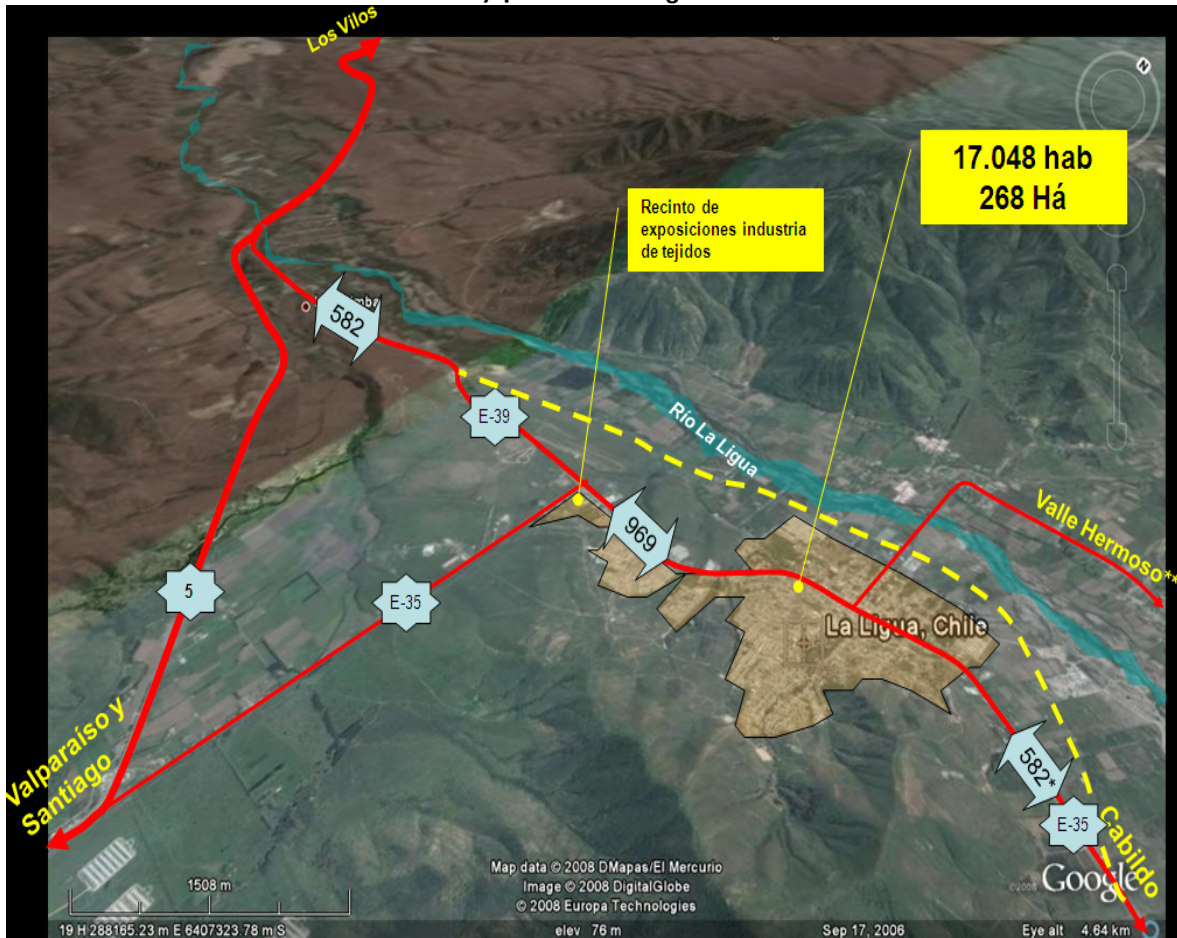 Los Vilos
N
17.048 hab
268 Há
Recinto de
exposiciones industria
de tejidos
582
E-39
Río La Ligua
969
Valle Hermoso**
5
E-35
La Ligua, Chile
Valparaíso y
Santiago
582*
E-35
Cabildo
Map data © 2008 DMapas/El Mercurio
Image © 2008 DigitalGlobe
© 2008 Europa Technologies
©2008 Google
1508 m
19 H 288165.23 m E 6407323.78 m S
elev 76 m
Sep 17, 2006
Eye alt 4.64 km